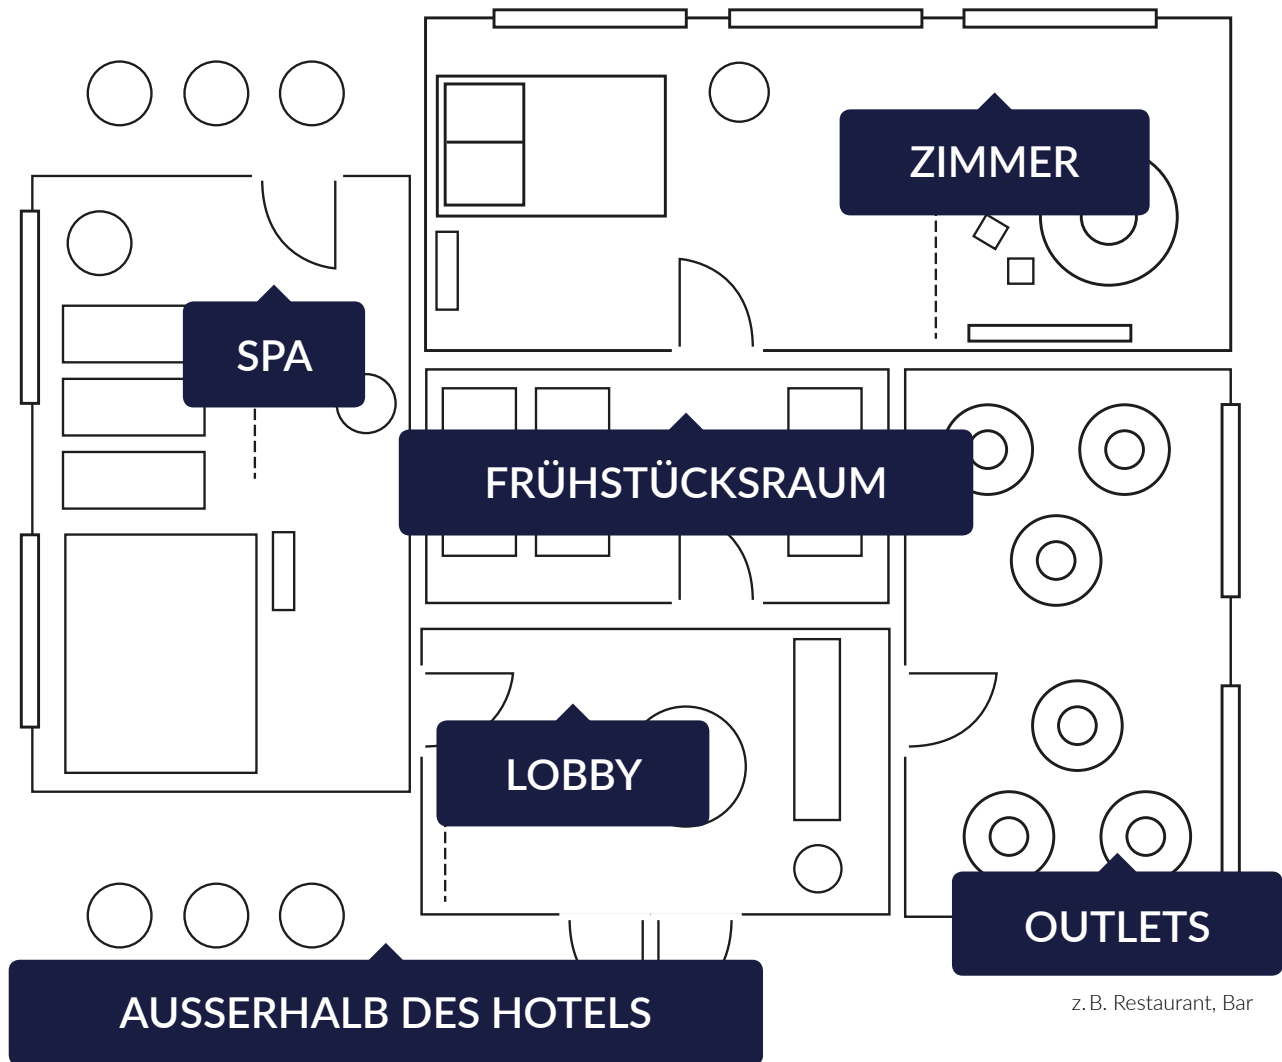 ZIMMER
SPA
FRÜHSTÜCKSRAUM
LOBBY
OUTLETS
z. B. Restaurant, Bar
AUSSERHALB DES HOTELS